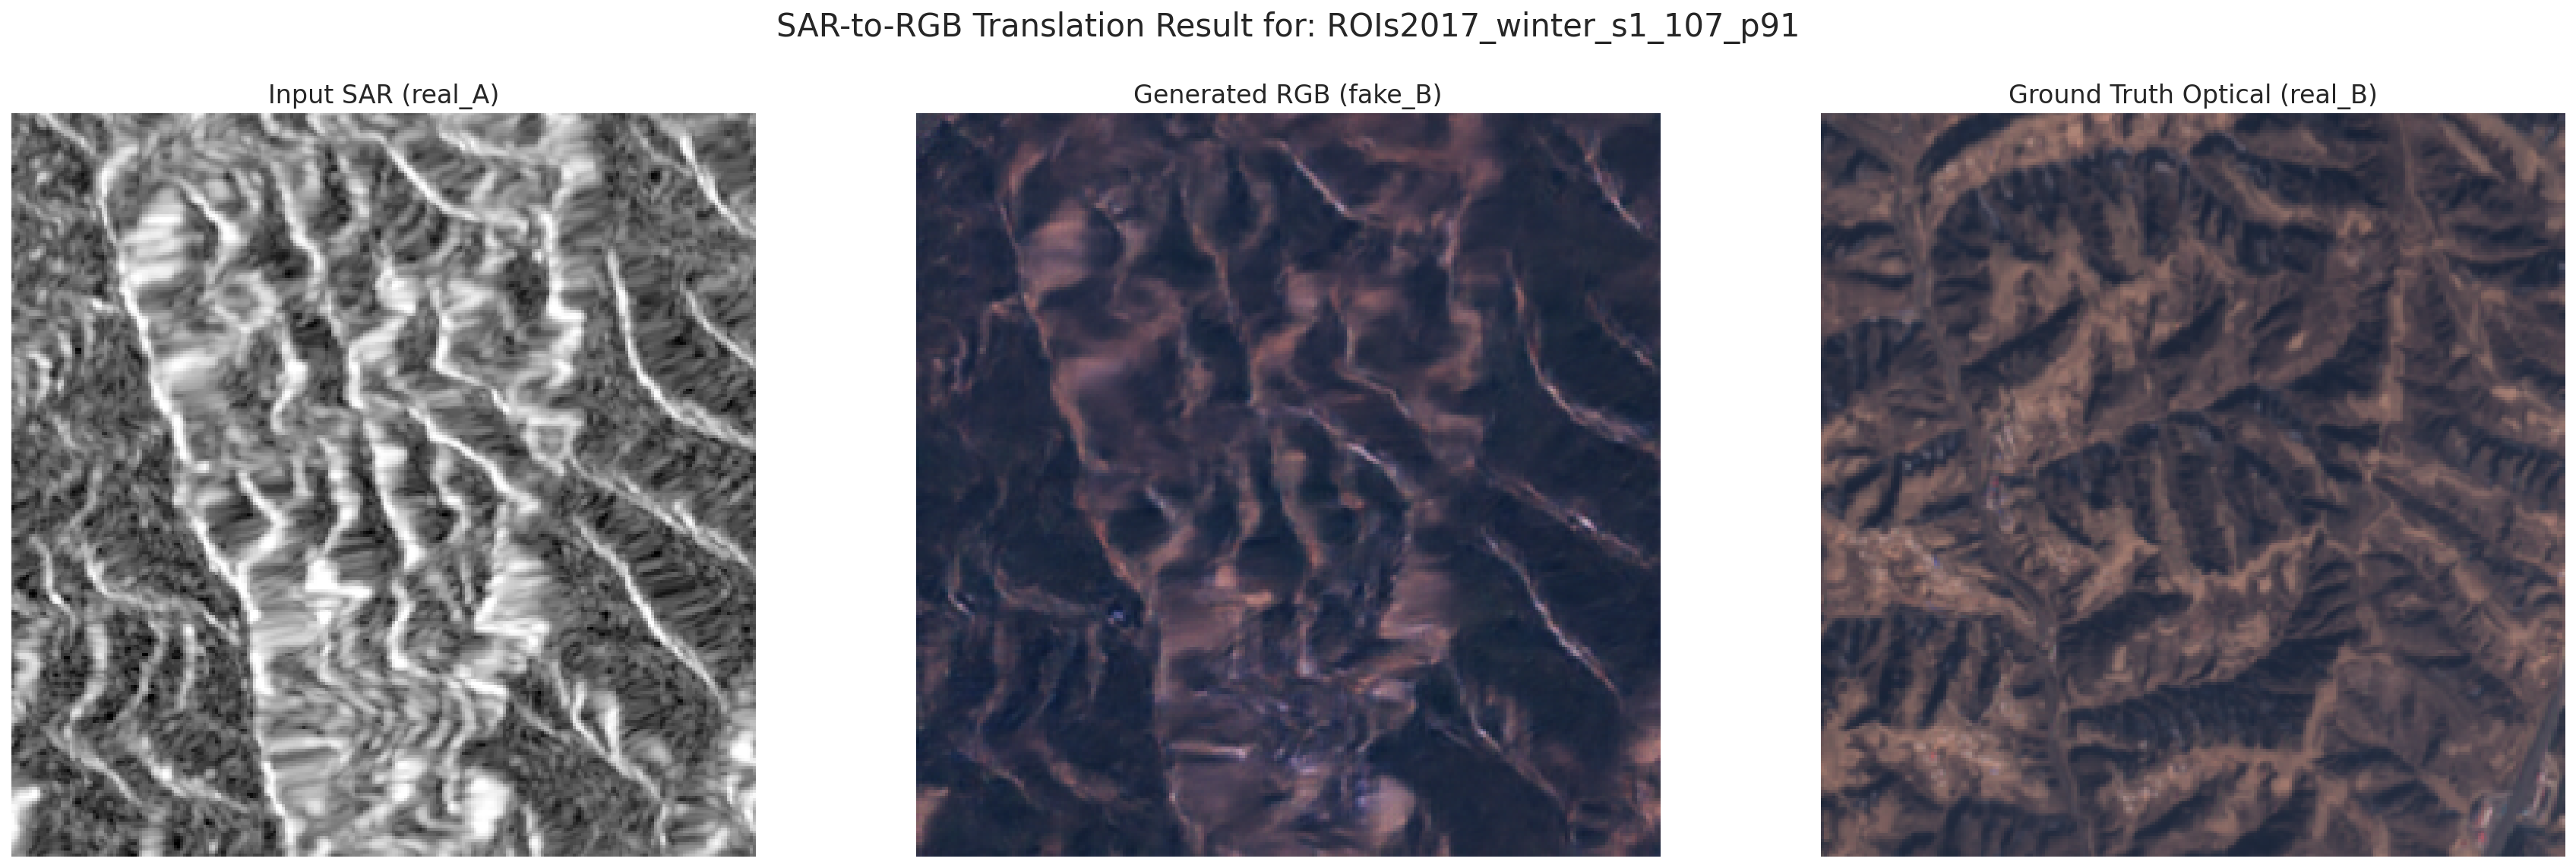 SAR-to-RGB Translation Result for: ROIs2017_winter_s1_107_p91
Input SAR (real_A)
Generated RGB (fake_B)
Ground Truth Optical (real_B)